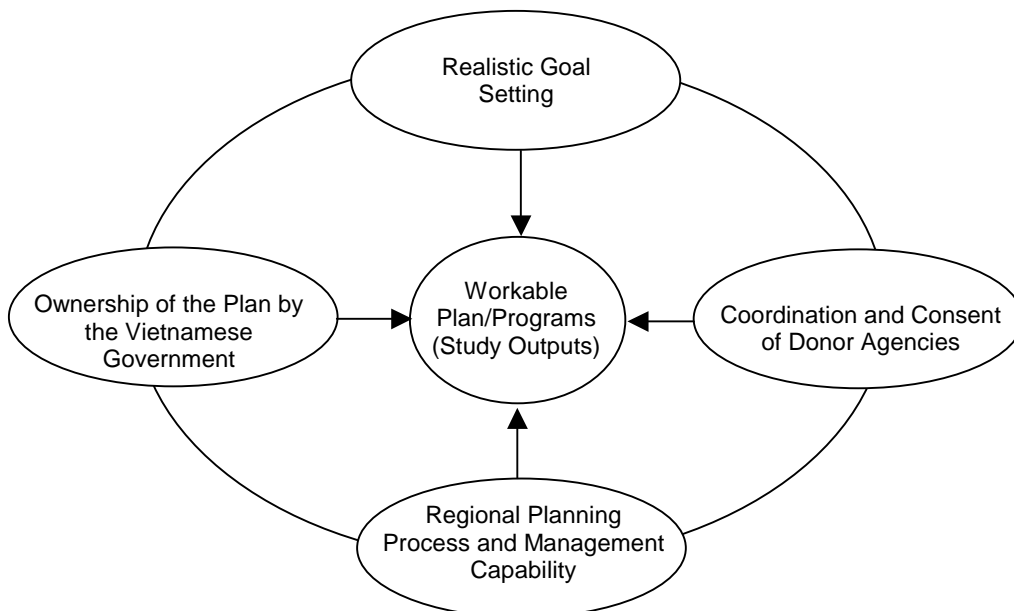 Realistic Goal
Setting
Ownership of the Plan by
the Vietnamese
Government
Workable
Plan/Programs
(Study Outputs)
Coordination and Consent
of Donor Agencies
Regional Planning
Process and Management
Capability